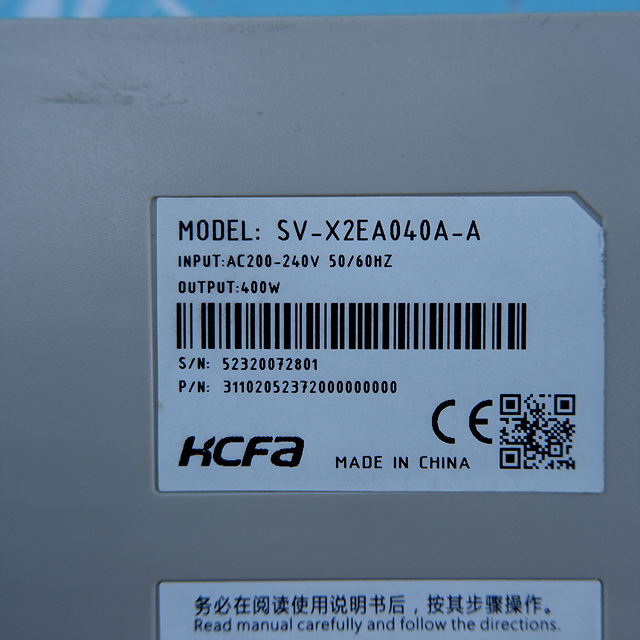 MODEL: SV-X2EA040A-A
INPUT:AC200-240V 50/60HZ
OUTPUT:400W
S/N: 52320072801
P/N: 31102052372000000000
CE
HCFA
MADE IN CHINA
务必在阅读使用说明书后，按其步骤操作。
Read manual carefully and follow the directions.